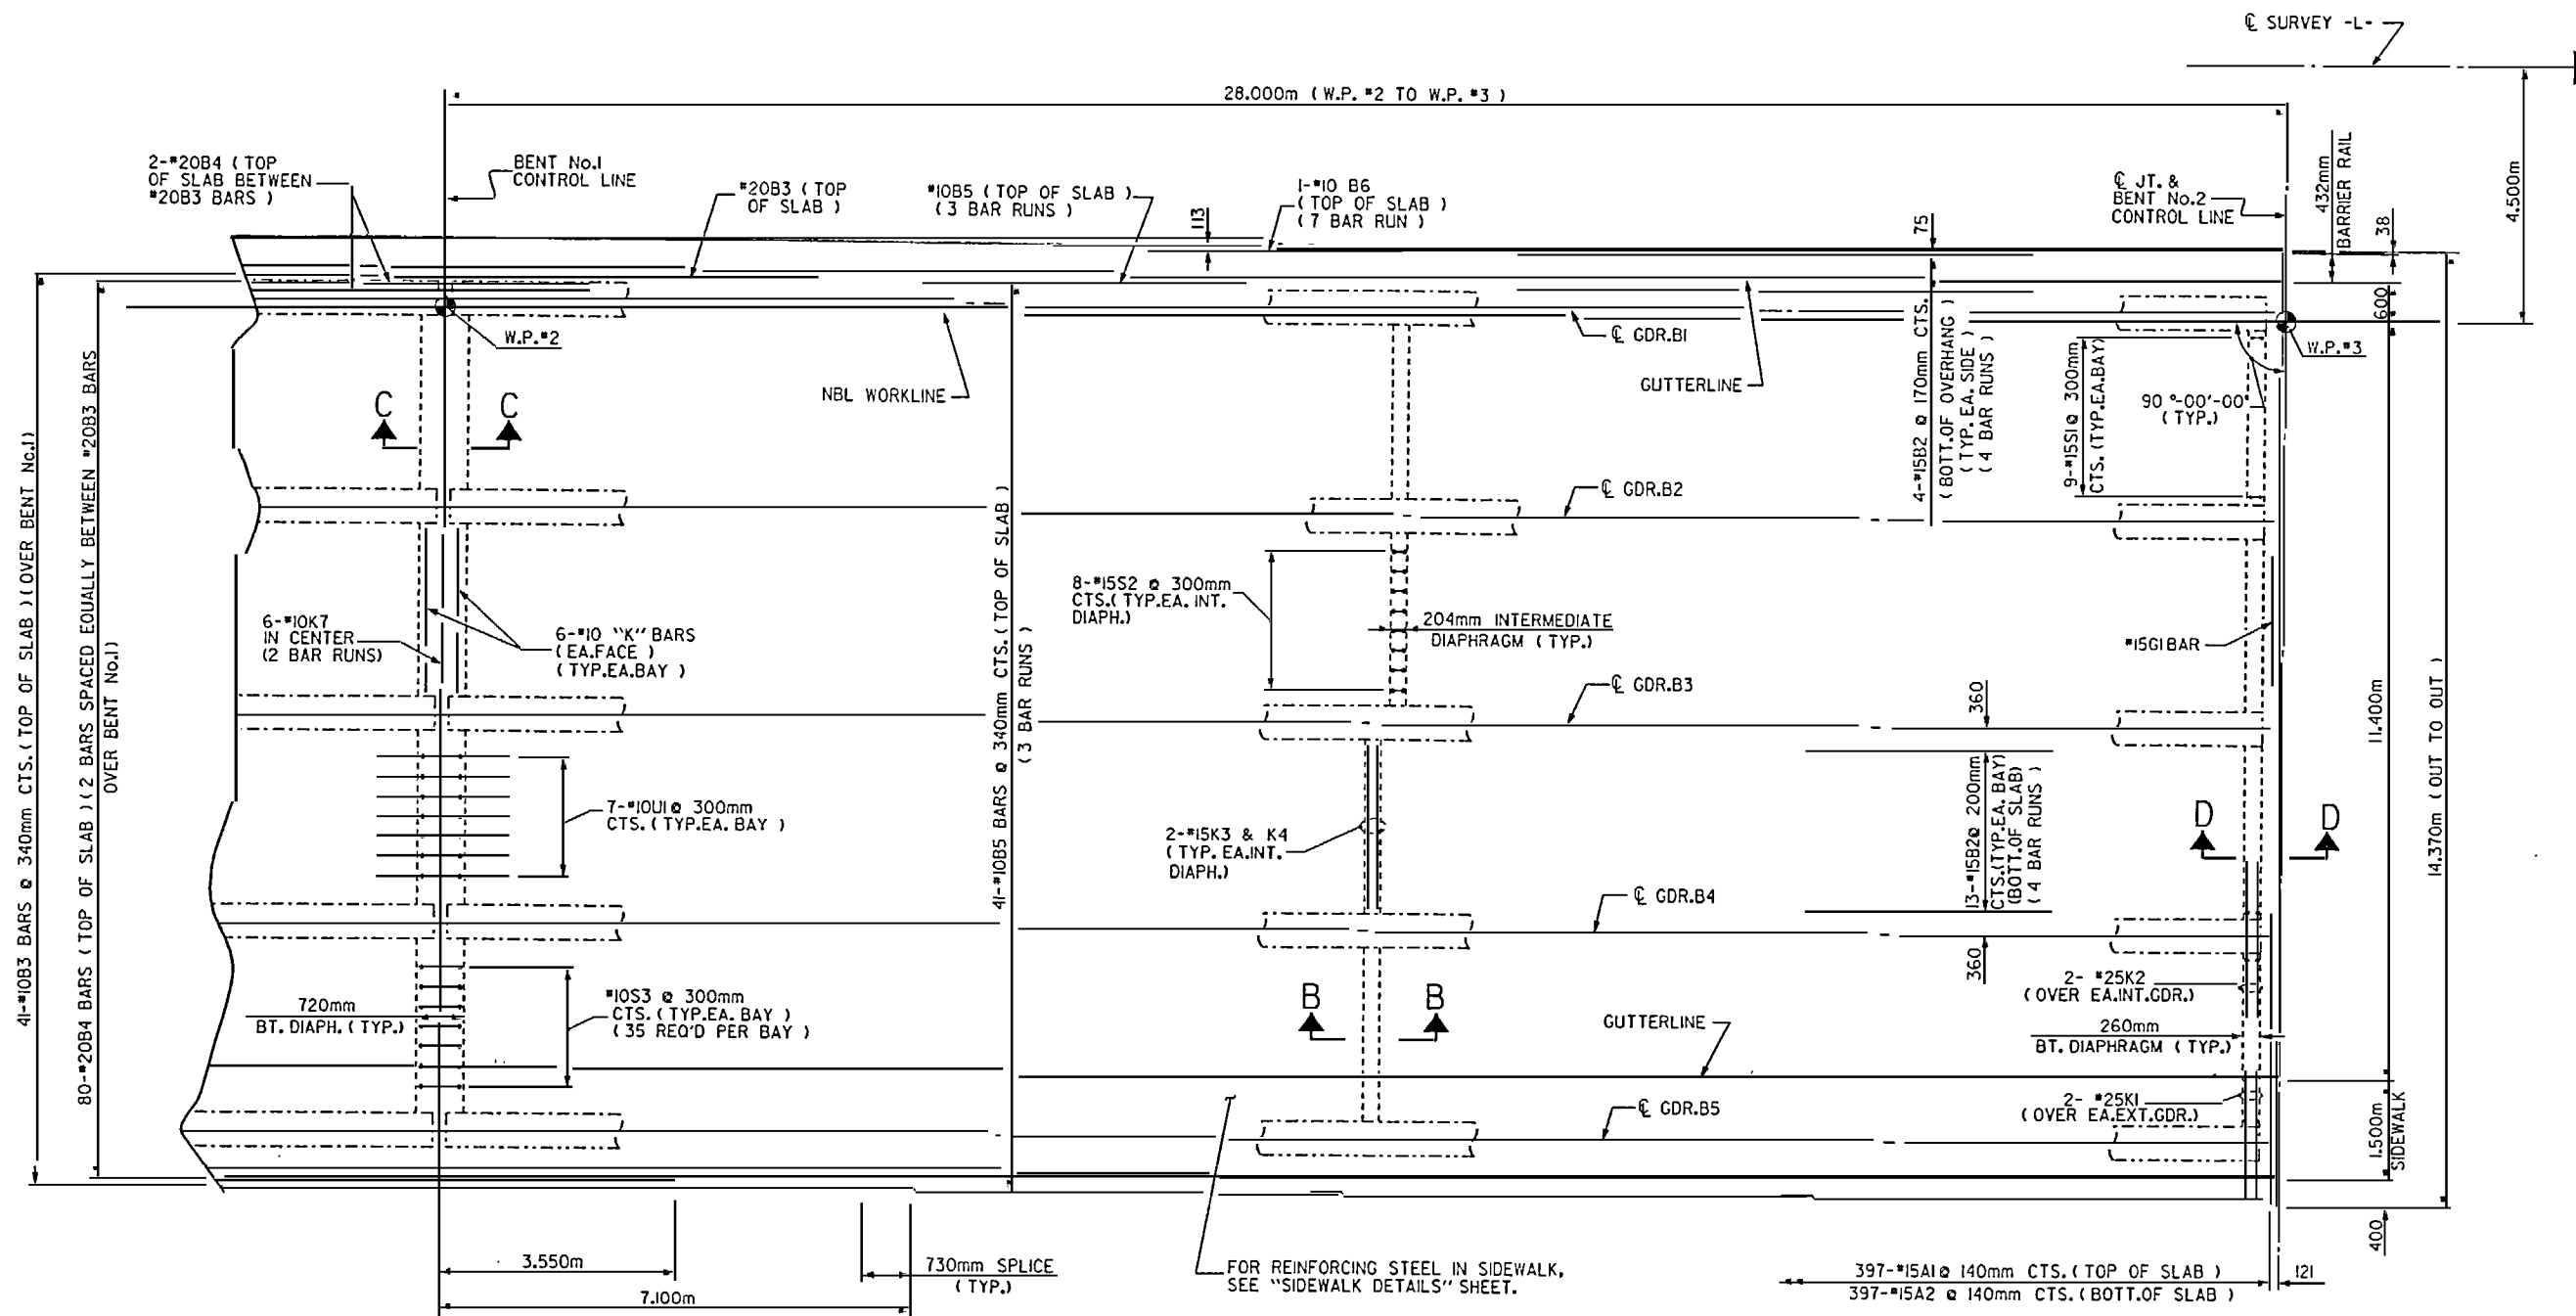 ℄ SURVEY -L-
28.000m ( W.P. #2 TO W.P. #3 )
4.500m
2-#20B4 ( TOP
OF SLAB BETWEEN
#20B3 BARS )
BENT No.1
CONTROL LINE
#20B3 ( TOP
OF SLAB )
#10B5 ( TOP OF SLAB )
( 3 BAR RUNS )
113
1-#10 B6
( TOP OF SLAB )
( 7 BAR RUN )
75
℄ JT. &
BENT No.2
CONTROL LINE
432mm
BARRIER RAIL
38
600
W.P.#2
NBL WORKLINE
℄ GDR.B1
GUTTERLINE
4-#15B2 @ 170mm CTS.
( BOTT.OF OVERHANG )
( TYP. EA. SIDE )
( 4 BAR RUNS )
9-#15S1@ 300mm
CTS. (TYP.EA.BAY)
W.P.#3
90 °-00'-00"
( TYP.)
C
C
41-#10B3 BARS @ 340mm CTS. ( TOP OF SLAB ) ( OVER BENT No.1)
80-#20B4 BARS ( TOP OF SLAB ) ( 2 BARS SPACED EQUALLY BETWEEN #20B3 BARS
OVER BENT No.1)
41-#10B5 BARS @ 340mm CTS. ( TOP OF SLAB )
( 3 BAR RUNS )
℄ GDR.B2
8-#15S2 @ 300mm
CTS.( TYP.EA. INT.
DIAPH.)
204mm INTERMEDIATE
DIAPHRAGM ( TYP.)
6-#10K7
IN CENTER
(2 BAR RUNS)
6-#10 "K" BARS
( EA.FACE )
( TYP.EA.BAY )
#15G1 BAR
℄ GDR.B3
360
11.400m
14.370m ( OUT TO OUT )
7-#10U1@ 300mm
CTS. ( TYP.EA. BAY )
2-#15K3 & K4
( TYP. EA.INT.
DIAPH.)
13-#15B2@ 200mm
CTS.(TYP.EA. BAY)
(BOTT.OF SLAB)
( 4 BAR RUNS )
D
D
℄ GDR.B4
360
720mm
BT. DIAPH. ( TYP.)
#10S3 @ 300mm
CTS. ( TYP.EA. BAY )
( 35 REQ'D PER BAY )
B
B
GUTTERLINE
2- #25K2
( OVER EA.INT.GDR.)
260mm
BT. DIAPHRAGM ( TYP.)
2- #25K1
( OVER EA.EXT.GDR.)
℄ GDR.B5
1.500m
SIDEWALK
400
3.550m
7.100m
730mm SPLICE
( TYP.)
FOR REINFORCING STEEL IN SIDEWALK,
SEE "SIDEWALK DETAILS" SHEET.
397-#15A1@ 140mm CTS. ( TOP OF SLAB )
397-#15A2 @ 140mm CTS. ( BOTT.OF SLAB )
121